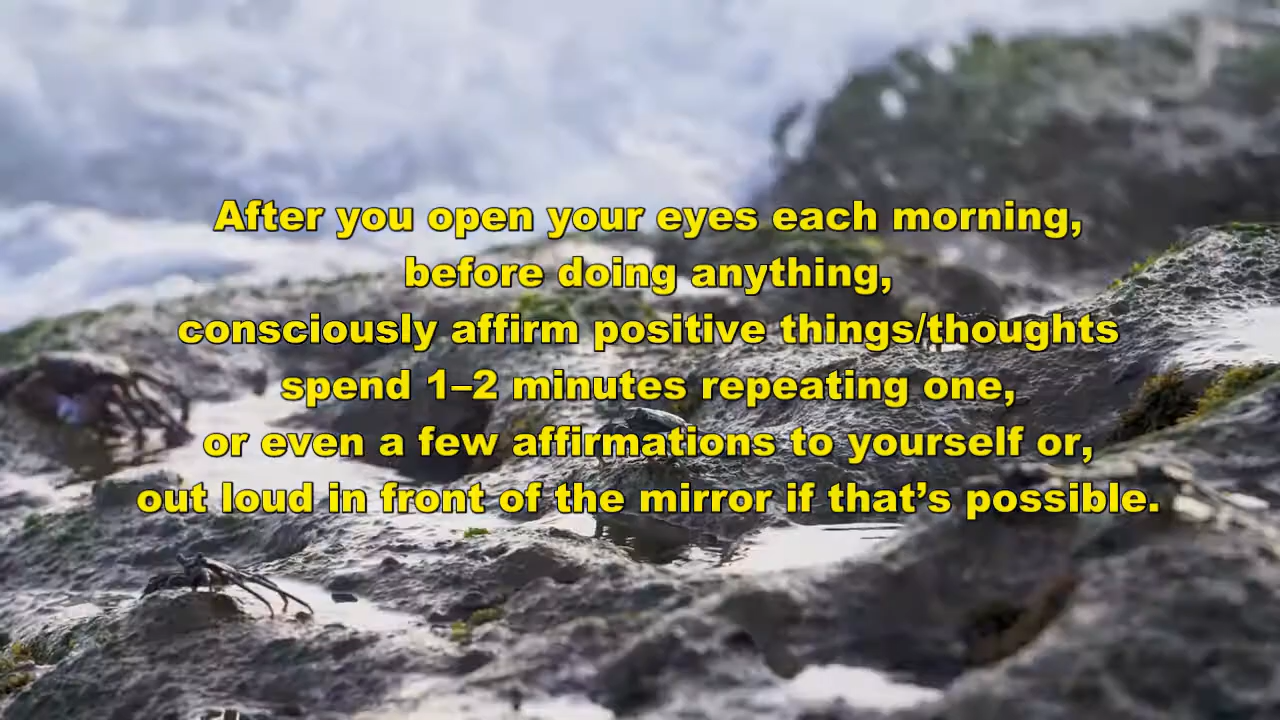 After you open your eyes each morning,
before doing anything,
consciously affirm positive things/thoughts
spend 1–2 minutes repeating one,
or even a few affirmations to yourself or,
out loud in front of the mirror if that’s possible.